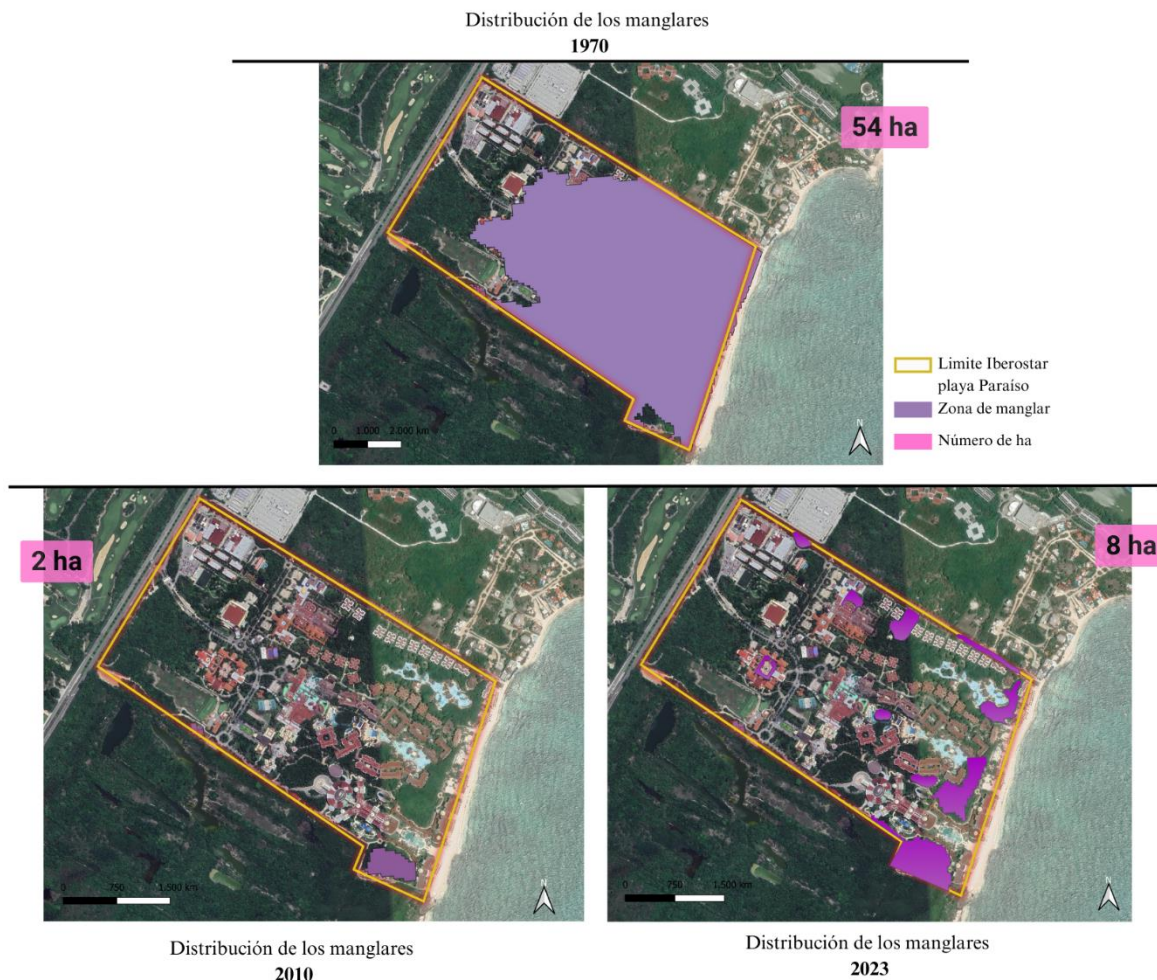 Distribución de los manglares
1970
54 ha
Limite Iberostar
playa Paraíso
Zona de manglar
Número de ha
0 1.000 2.000 km
N
2 ha
0 750 1.500 km
N
8 ha
0 750 1.500 km
N
Distribución de los manglares
2010
Distribución de los manglares
2023